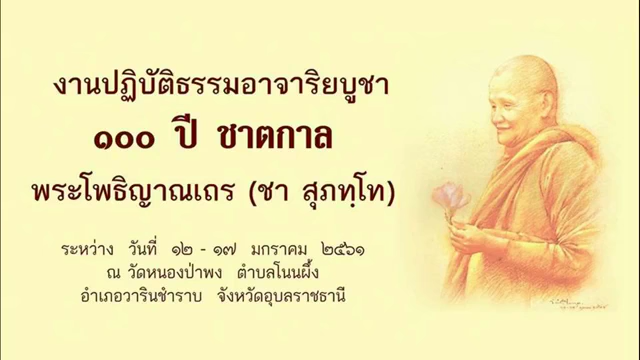 งานปฏิบัติธรรมอาจาริยบูชา
๑๐๐ ปี ชาตกาล
พระโพธิญาณเถร (ชา สุภทฺโท)
ระหว่าง วันที่ ๑๒ - ๑๗ มกราคม ๒๕๖๑
ณ วัดหนองป่าพง ตำบลโนนผึ้ง
อำเภอวารินชำราบ จังหวัดอุบลราชธานี